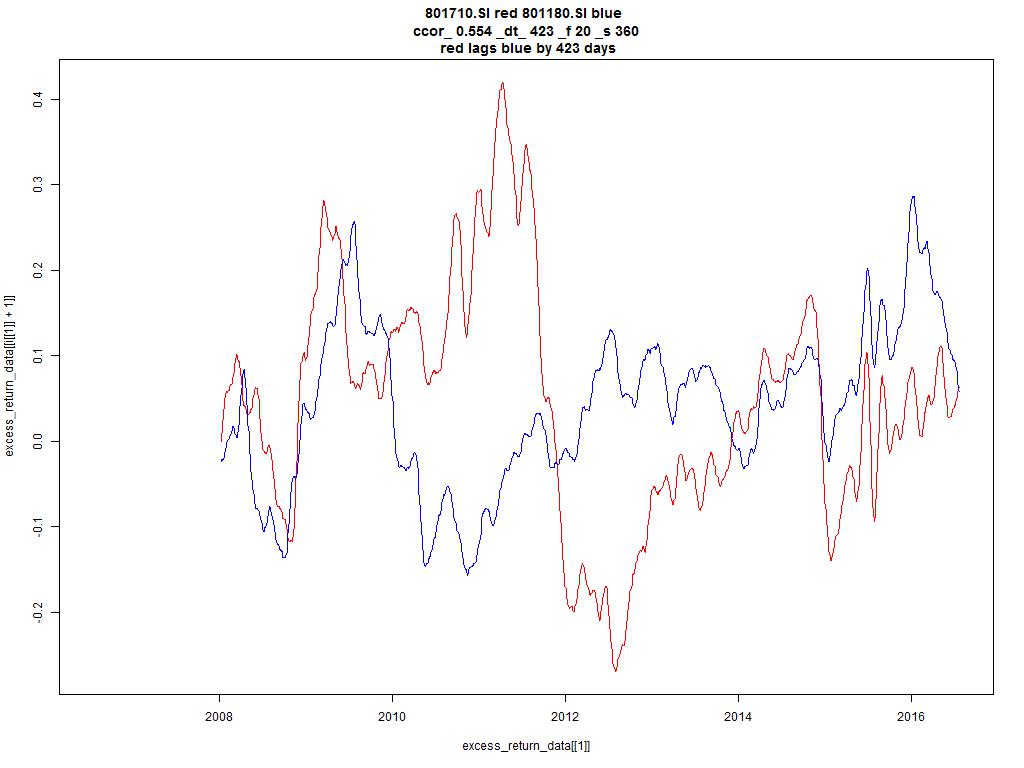 801710.SI red 801180.SI blue
ccor_ 0.554 _dt_ 423 _f 20 _s 360
red lags blue by 423 days
excess_return_data[[i[[1]] + 1]]
0.4
0.3
0.2
0.1
0.0
-0.1
-0.2
2008 2010 2012 2014 2016
excess_return_data[[1]]